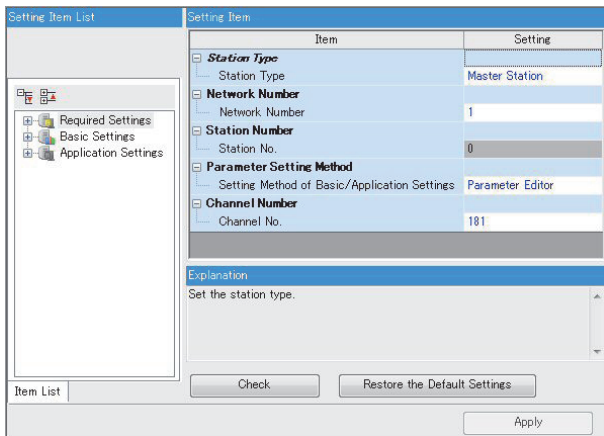 Setting Item List
Required Settings
Basic Settings
Application Settings
Item List
Setting Item
Item Setting
Station Type
Station Type Master Station
Network Number
Network Number 1
Station Number
Station No. 0
Parameter Setting Method
Setting Method of Basic/Application Settings Parameter Editor
Channel Number
Channel No. 181
Explanation
Set the station type.
Check Restore the Default Settings
Apply